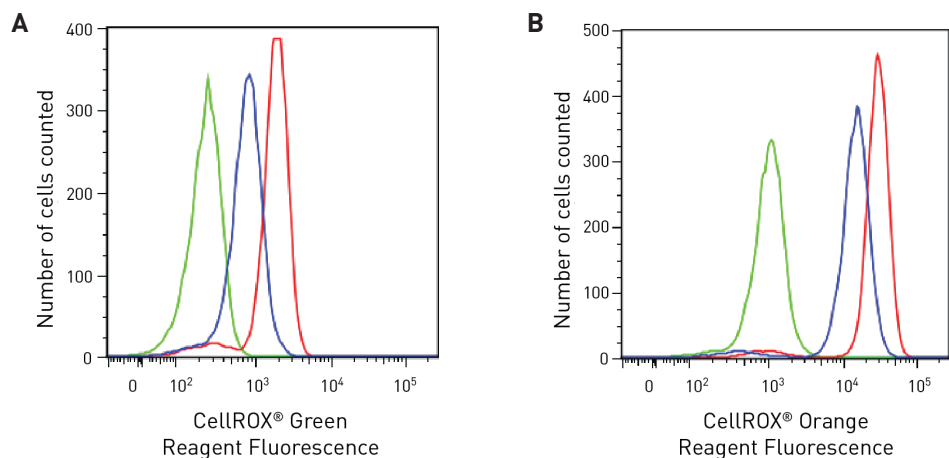 A
400
300
200
100
0
Number of cells counted
0 10² 10³ 10⁴ 10⁵
CellROX® Green
Reagent Fluorescence
B
500
400
300
200
100
0
Number of cells counted
0 10² 10³ 10⁴ 10⁵
CellROX® Orange
Reagent Fluorescence